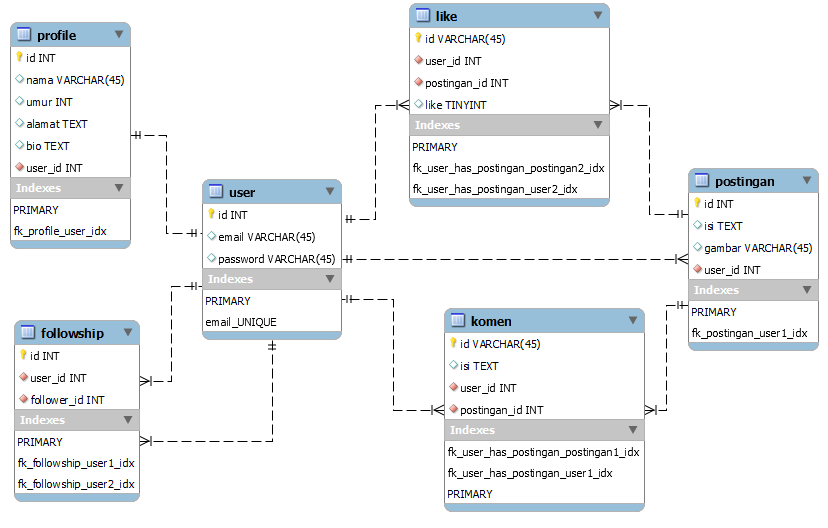 profile
id INT
nama VARCHAR(45)
umur INT
alamat TEXT
bio TEXT
user_id INT
Indexes
PRIMARY
fk_profile_user_idx
like
id VARCHAR(45)
user_id INT
postingan_id INT
like TINYINT
Indexes
PRIMARY
fk_user_has_postingan_postingan2_idx
fk_user_has_postingan_user2_idx
user
id INT
email VARCHAR(45)
password VARCHAR(45)
Indexes
PRIMARY
email_UNIQUE
postingan
id INT
isi TEXT
gambar VARCHAR(45)
user_id INT
Indexes
PRIMARY
fk_postingan_user1_idx
followship
id INT
user_id INT
follower_id INT
Indexes
PRIMARY
fk_followship_user1_idx
fk_followship_user2_idx
komen
id VARCHAR(45)
isi TEXT
user_id INT
postingan_id INT
Indexes
fk_user_has_postingan_postingan1_idx
fk_user_has_postingan_user1_idx
PRIMARY